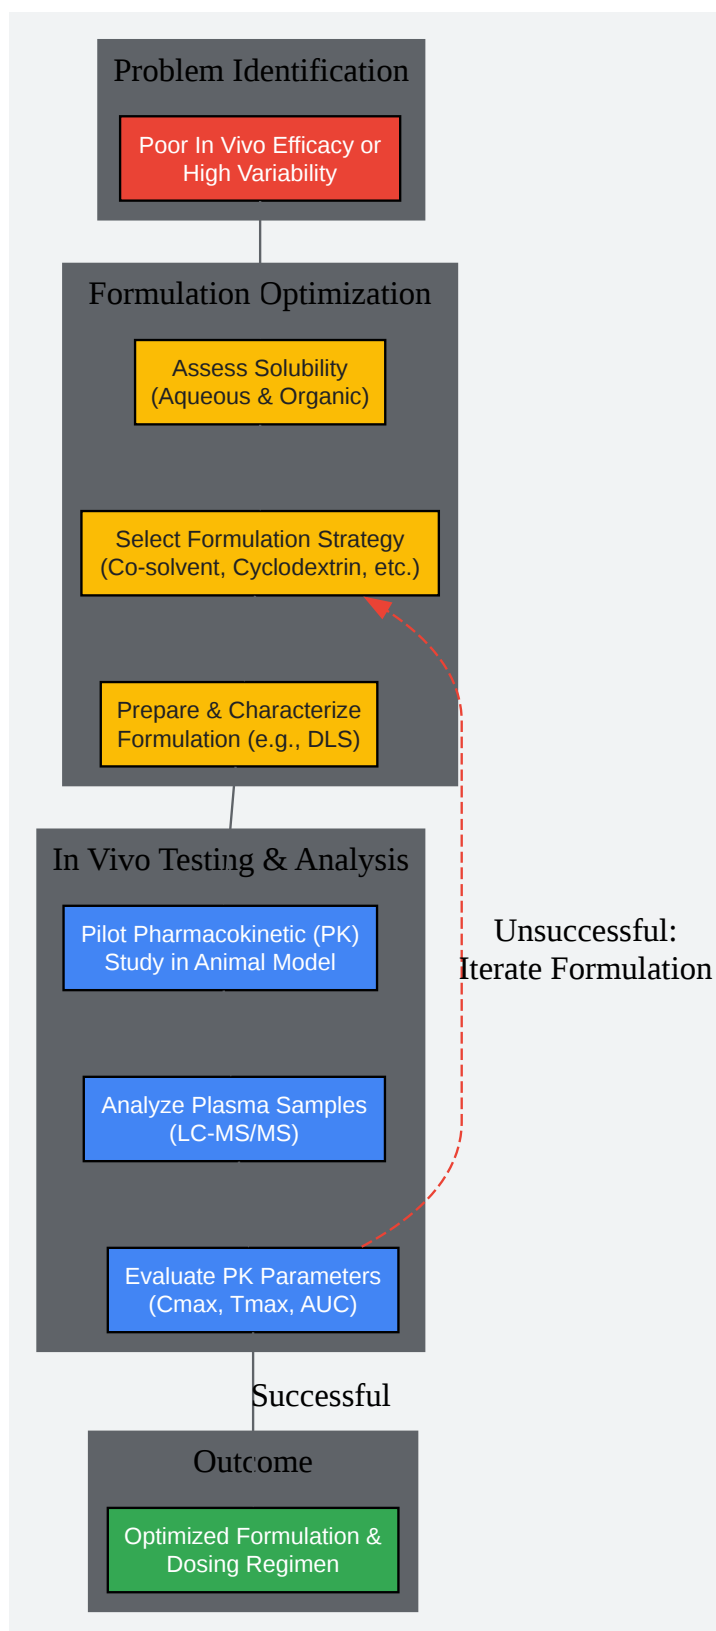 Problem Identification
Poor In Vivo Efficacy or
High Variability
Formulation Optimization
Assess Solubility
(Aqueous & Organic)
Select Formulation Strategy
(Co-solvent, Cyclodextrin, etc.)
Prepare & Characterize
Formulation (e.g., DLS)
In Vivo Testing & Analysis
Pilot Pharmacokinetic (PK)
Study in Animal Model
Unsuccessful:
Iterate Formulation
Analyze Plasma Samples
(LC-MS/MS)
Evaluate PK Parameters
(Cmax, Tmax, AUC)
Successful
Outcome
Optimized Formulation &
Dosing Regimen